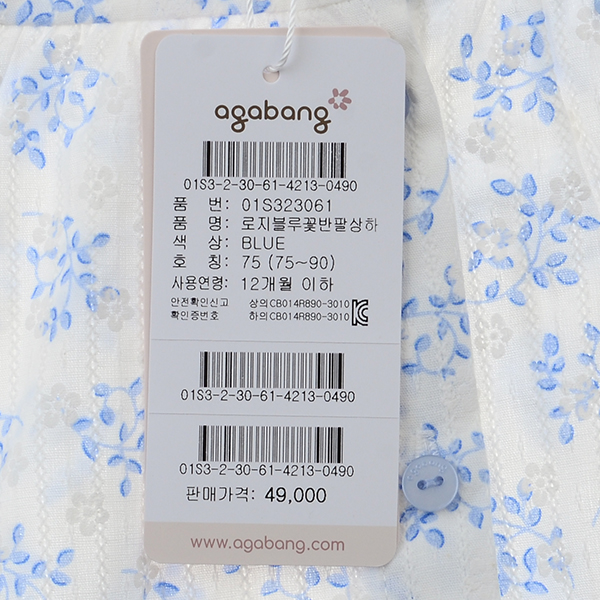 agabang
01S3-2-30-61-4213-0490
품 번: 01S323061
품 명: 로지블루꽃반팔상하
색 상: BLUE
호 칭: 75 (75~90)
사용연령: 12개월 이하
안전확인신고 상의CB014R890-3010
확인증번호 하의CB014R890-3010
01S3-2-30-61-4213-0490
01S3-2-30-61-4213-0490
판매가격: 49,000
www.agabang.com